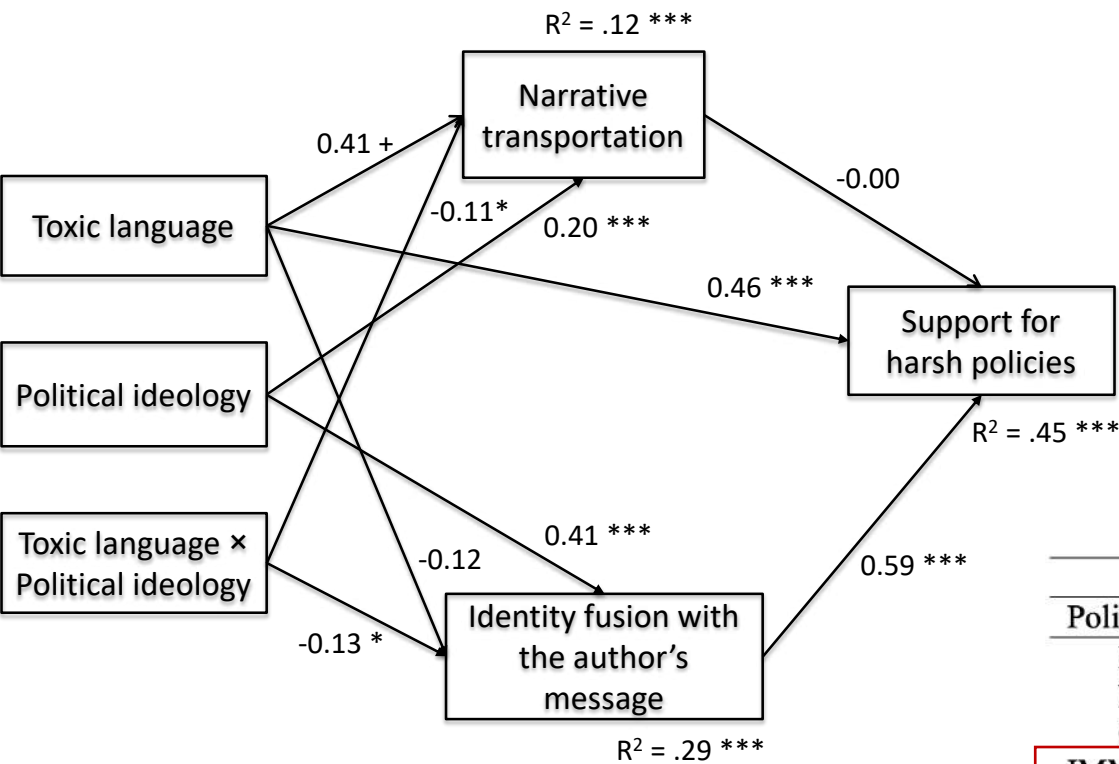 R² = .12 ***
Narrative
transportation
0.41 +
-0.00
Toxic language
-0.11*
0.20 ***
0.46 ***
Support for
harsh policies
Political ideology
R² = .45 ***
Toxic language ×
Political ideology
0.41 ***
-0.12
0.59 ***
-0.13 *
Identity fusion with
the author’s
message
R² = .29 ***
Poli